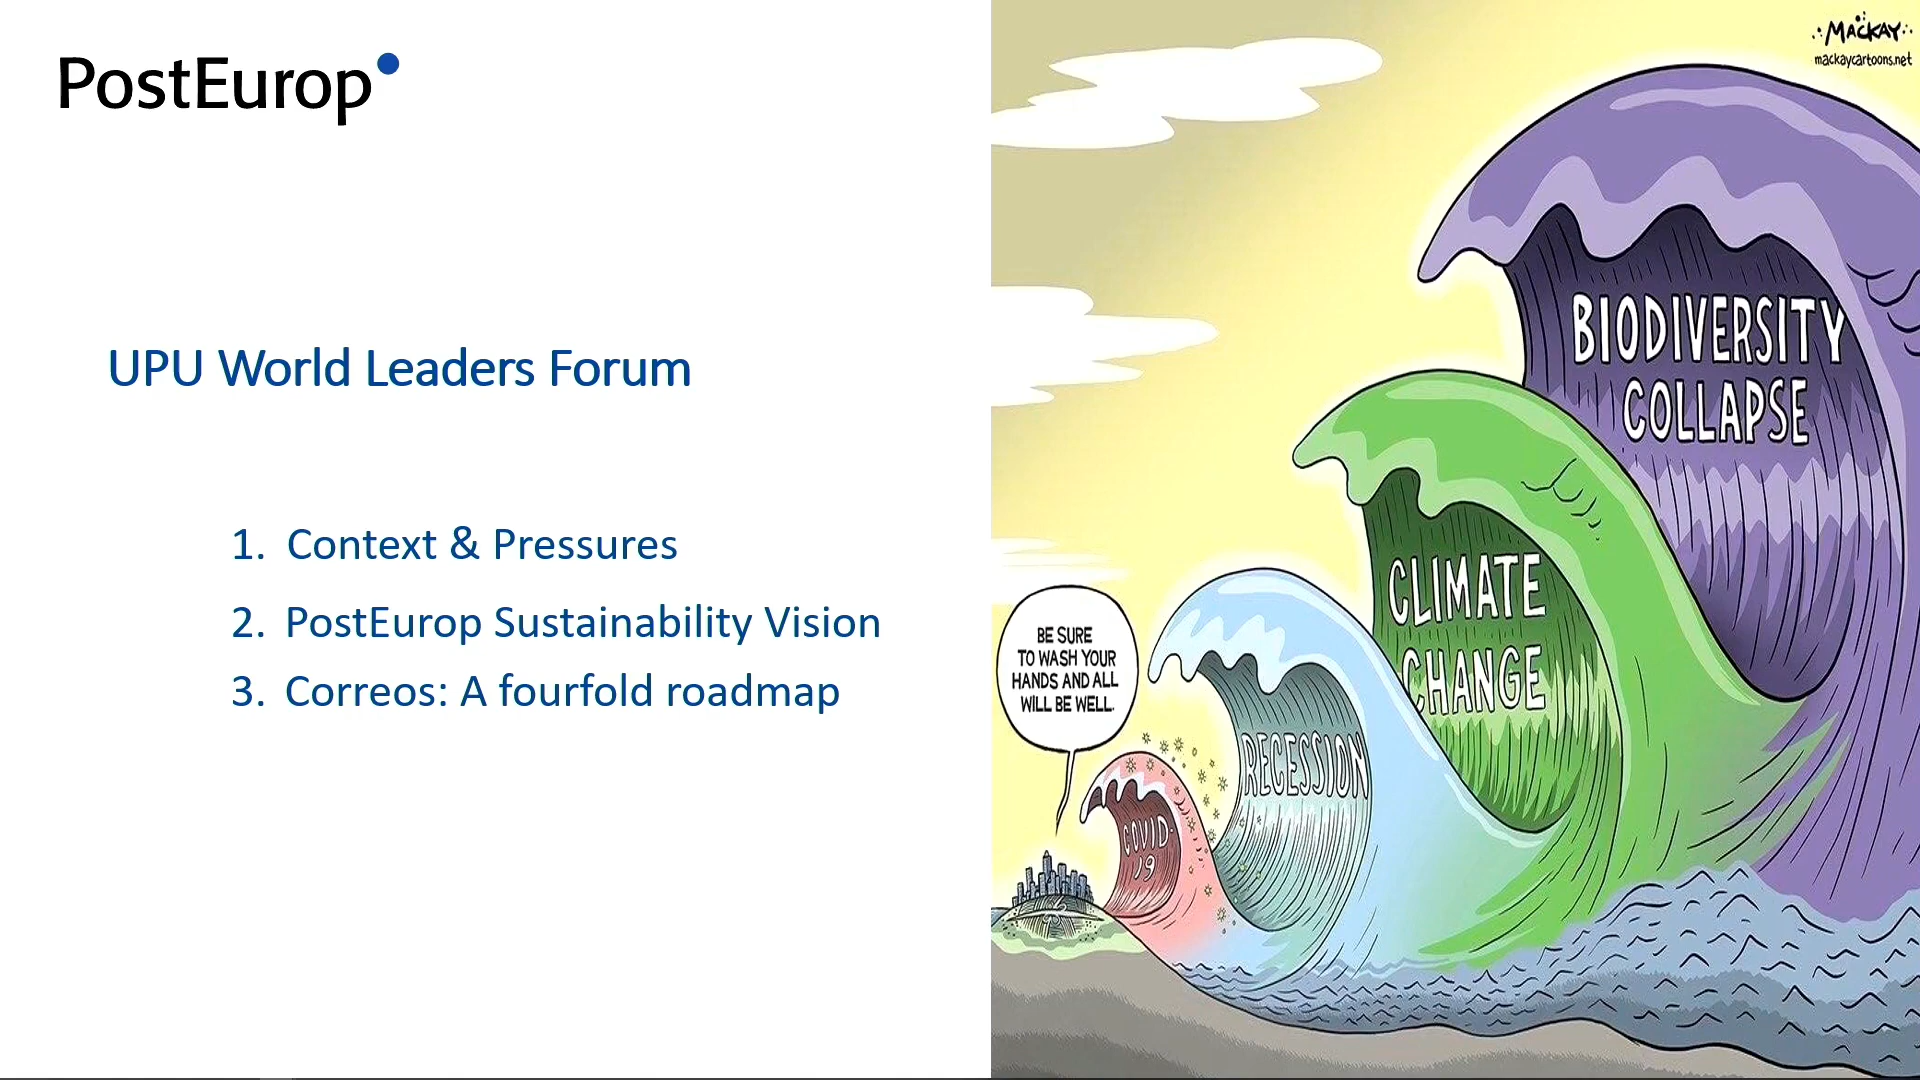 PostEurop
UPU World Leaders Forum
1. Context & Pressures
2. PostEurop Sustainability Vision
3. Correos: A fourfold roadmap
MACKAY
mackaycartoons.net
BIODIVERSITY
COLLAPSE
CLIMATE
CHANGE
BE SURE
TO WASH YOUR
HANDS AND ALL
WILL BE WELL.
RECESSION
COVID-
19